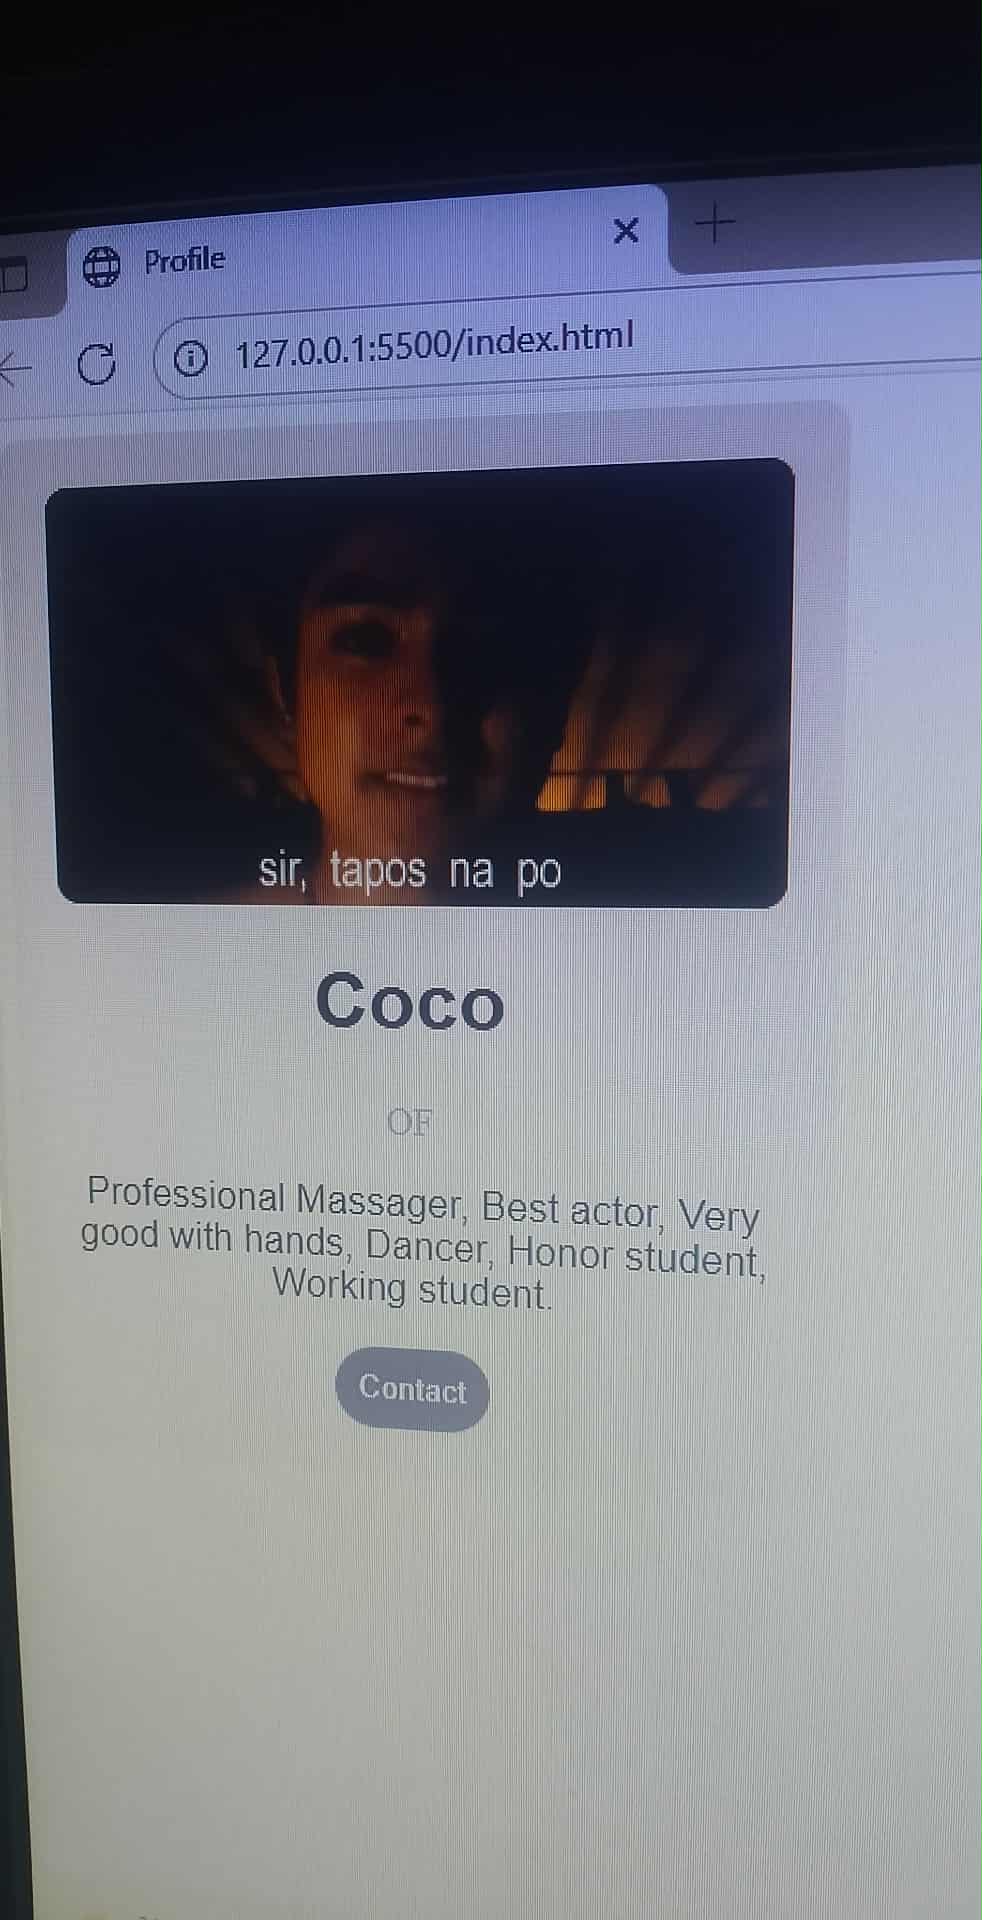 Profile
127.0.0.1:5500/index.html
sir, tapos na po
Coco
OF
Professional Massager, Best actor, Very
good with hands, Dancer, Honor student,
Working student.
Contact